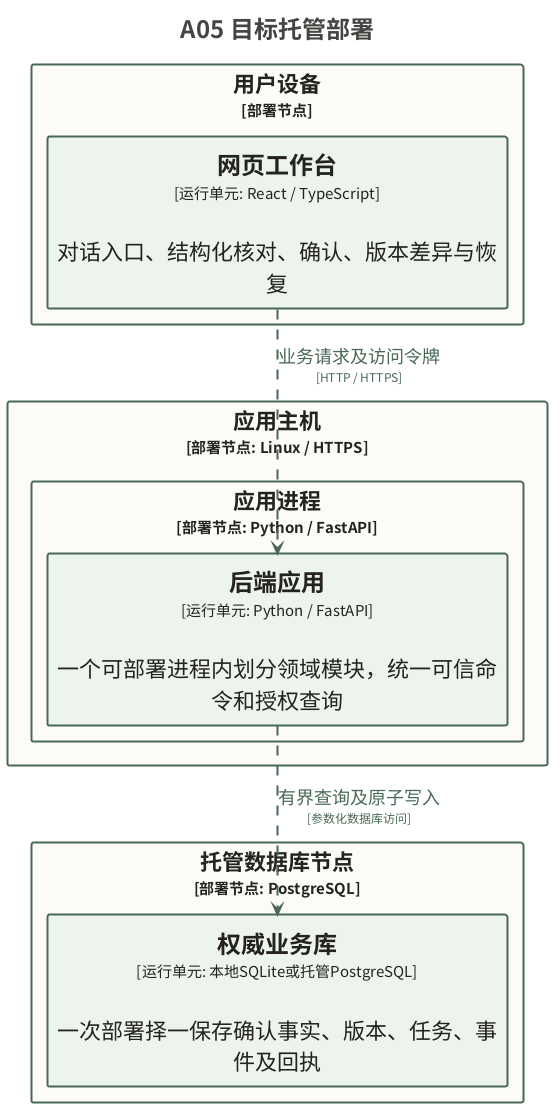 A05 目标托管部署
用户设备
[部署节点]
网页工作台
[运行单元: React / TypeScript]
对话入口、结构化核对、确认、版本差异与恢
复
业务请求及访问令牌
[HTTP / HTTPS]
应用主机
[部署节点: Linux / HTTPS]
应用进程
[部署节点: Python / FastAPI]
后端应用
[运行单元: Python / FastAPI]
一个可部署进程内划分领域模块，统一可信命
令和授权查询
有界查询及原子写入
[参数化数据库访问]
托管数据库节点
[部署节点: PostgreSQL]
权威业务库
[运行单元: 本地SQLite或托管PostgreSQL]
一次部署择一保存确认事实、版本、任务、事
件及回执